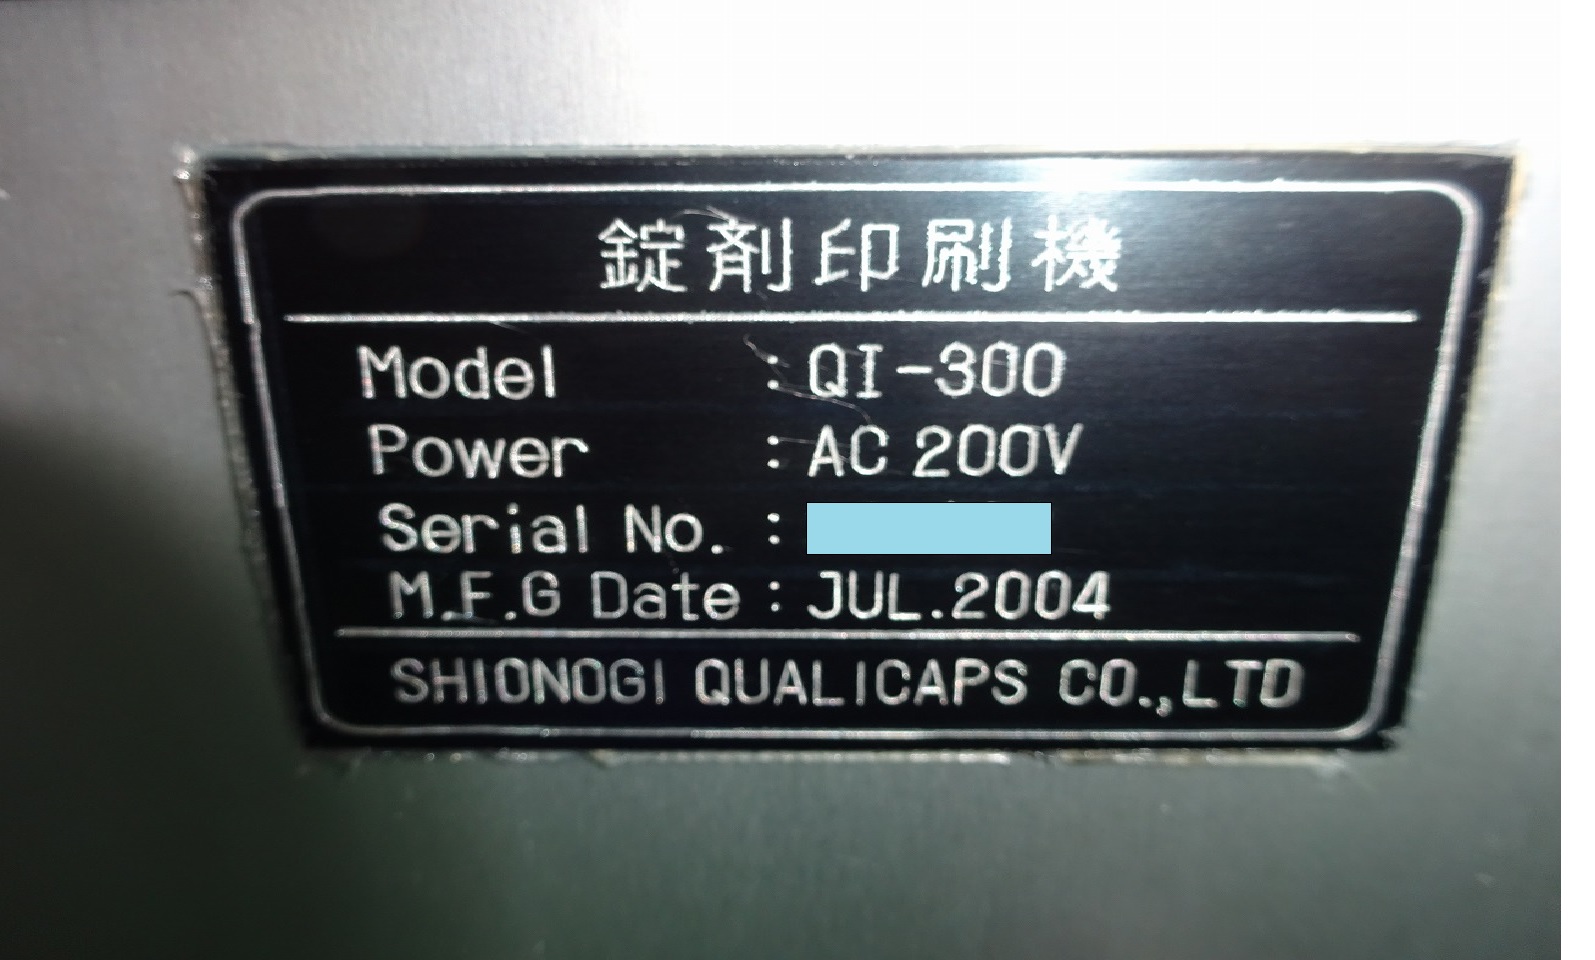 錠剤印刷機
Model : QI-300
Power : AC 200V
Serial No. :
M.F.G Date : JUL.2004
SHIONOGI QUALICAPS CO.,LTD